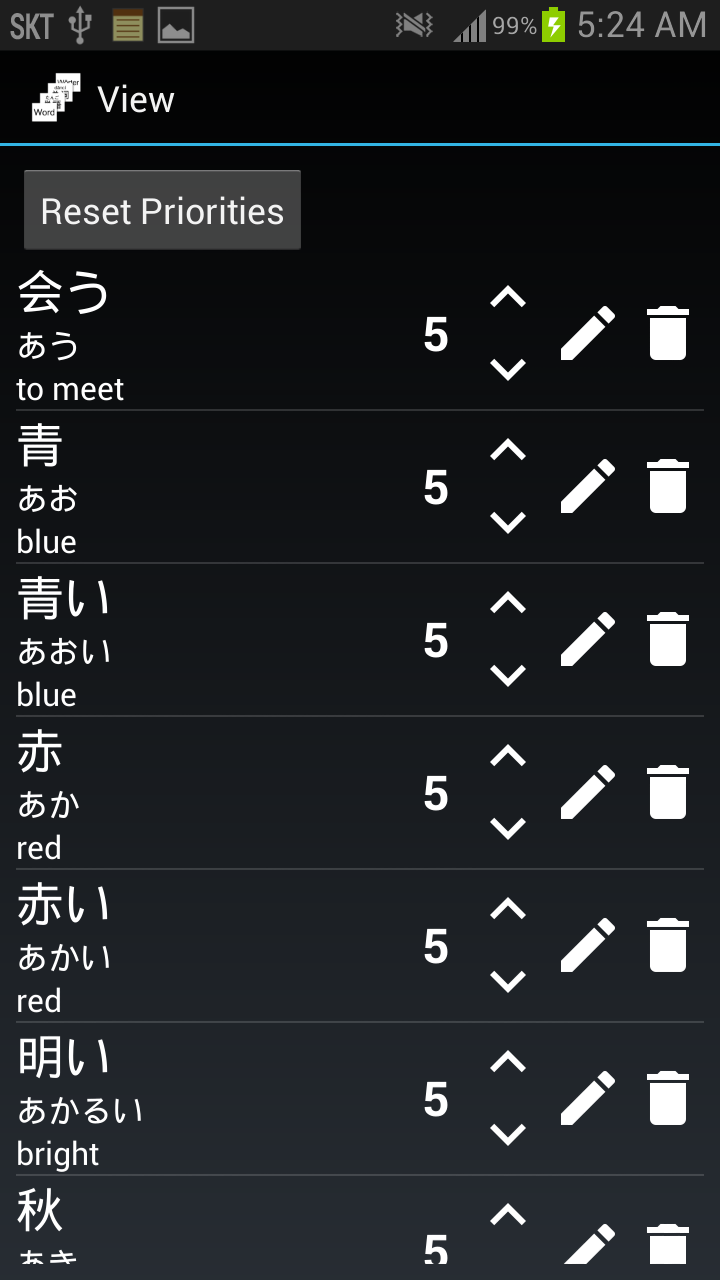 SKT 99% 5:24 AM
Word
View
Reset Priorities
会う
あう
to meet
5
青
あお
blue
5
青い
あおい
blue
5
赤
あか
red
5
赤い
あかい
red
5
明い
あかるい
bright
5
秋
あき
5